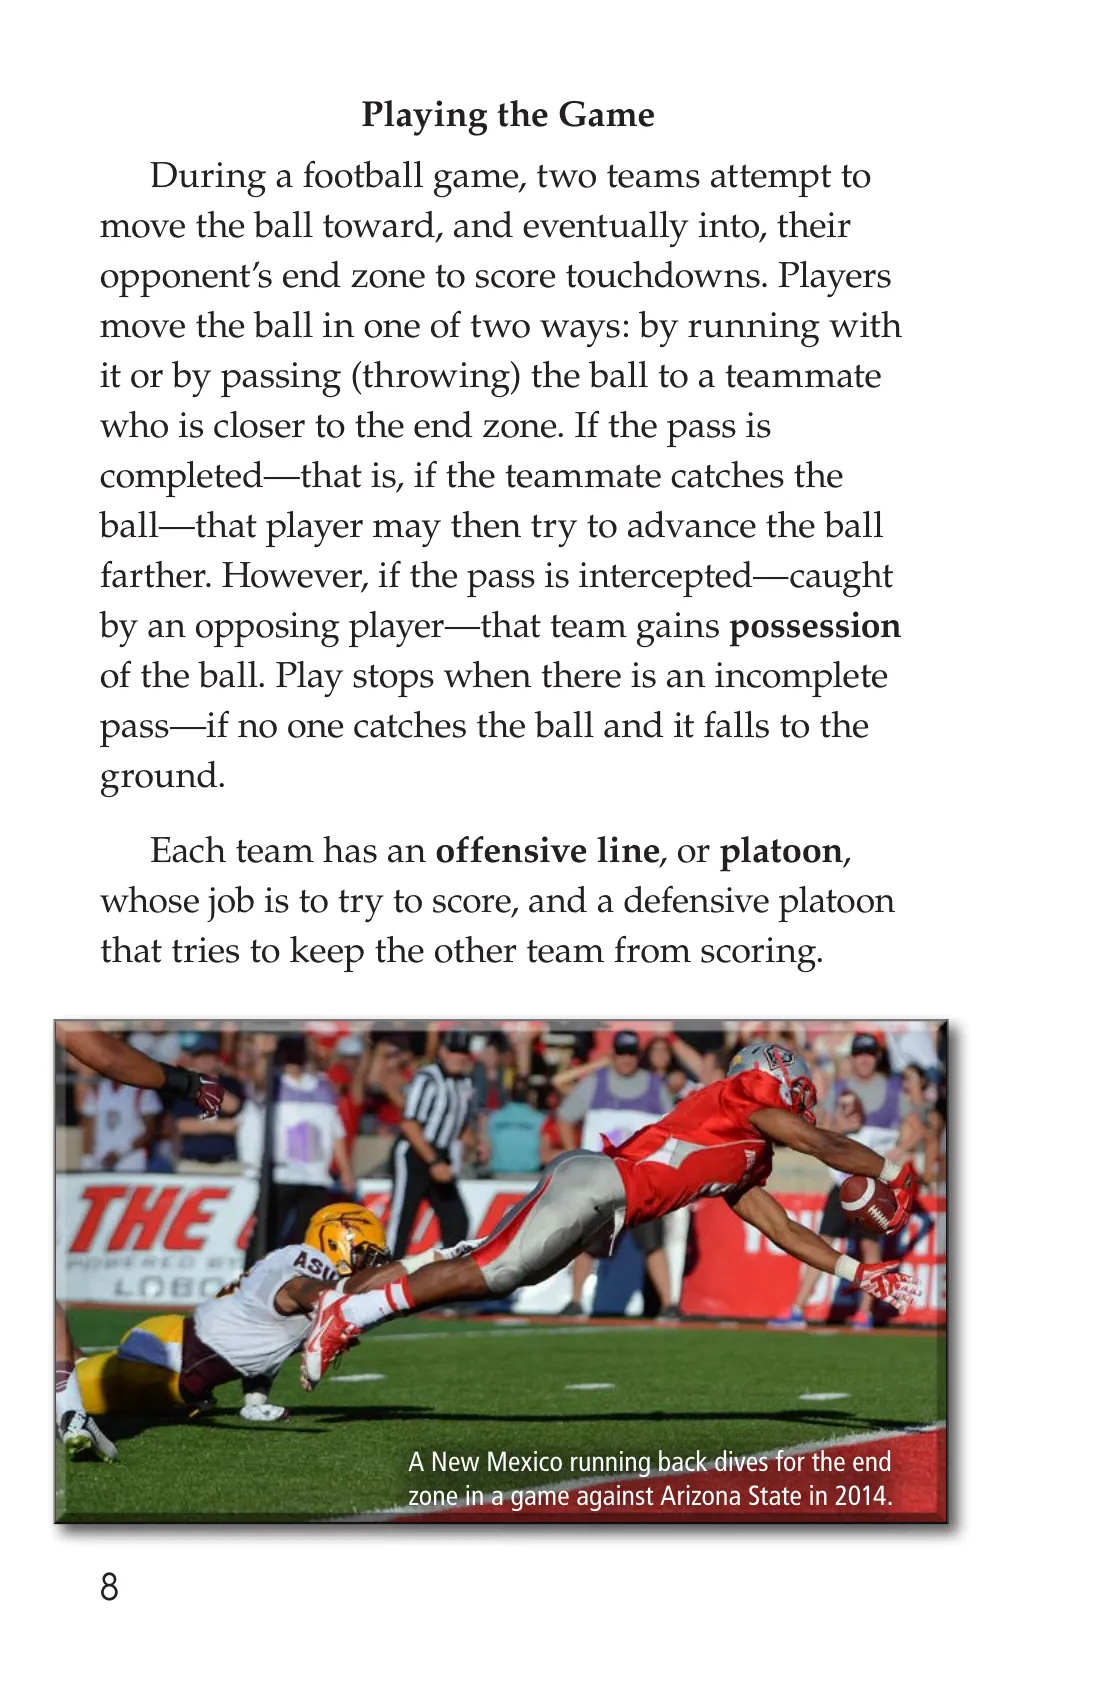 Playing the Game
During a football game, two teams attempt to
move the ball toward, and eventually into, their
opponent’s end zone to score touchdowns. Players
move the ball in one of two ways: by running with
it or by passing (throwing) the ball to a teammate
who is closer to the end zone. If the pass is
completed—that is, if the teammate catches the
ball—that player may then try to advance the ball
farther. However, if the pass is intercepted—caught
by an opposing player—that team gains possession
of the ball. Play stops when there is an incomplete
pass—if no one catches the ball and it falls to the
ground.
Each team has an offensive line, or platoon,
whose job is to try to score, and a defensive platoon
that tries to keep the other team from scoring.
THE
POWERED BY
LOBO
ASU
A New Mexico running back dives for the end
zone in a game against Arizona State in 2014.
8